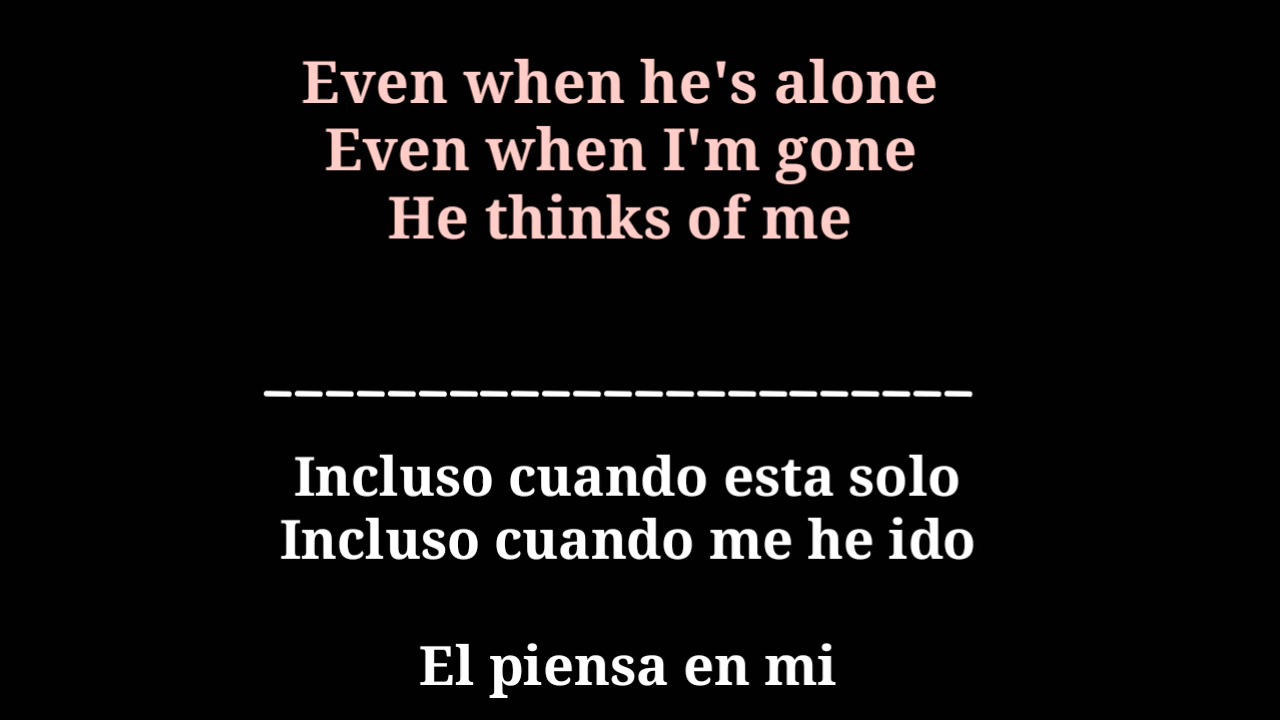 Even when he's alone
Even when I'm gone
He thinks of me
_______________________
Incluso cuando esta solo
Incluso cuando me he ido
El piensa en mi